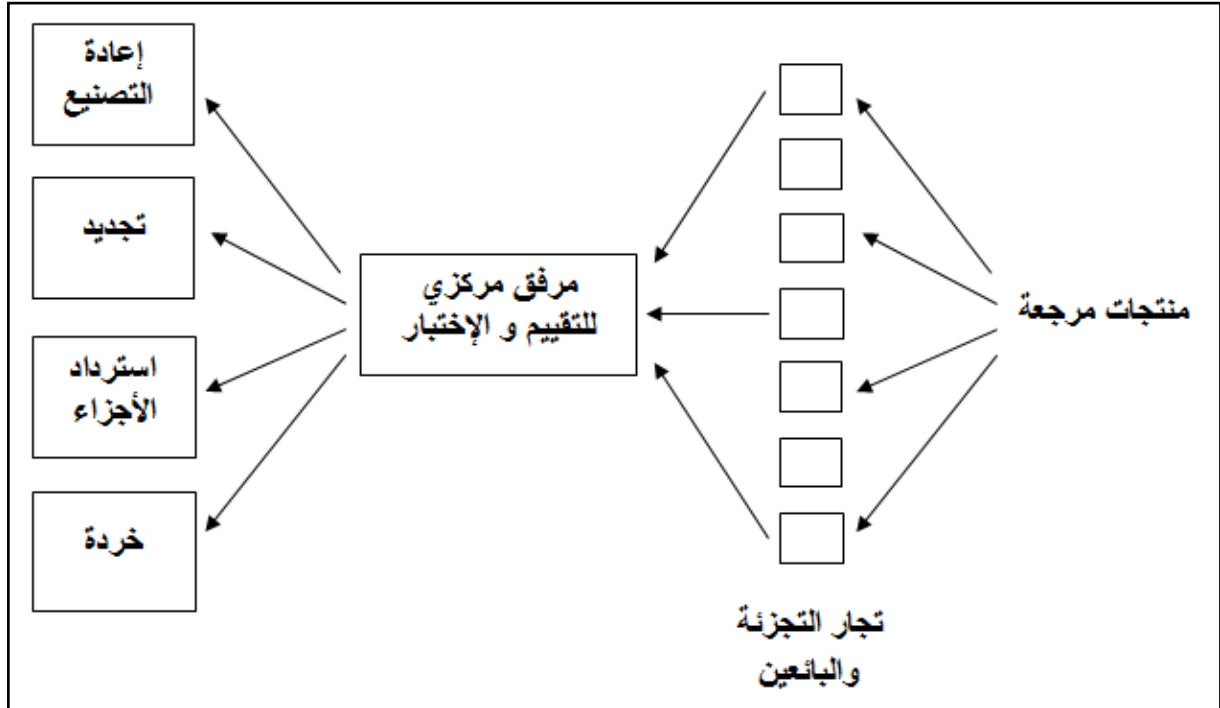 منتجات مرجعة
تجار التجزئة
والبائعين
مرفق مركزي
للتقييم و الإختبار
إعادة
التصنيع
تجديد
استرداد
الأجزاء
خردة